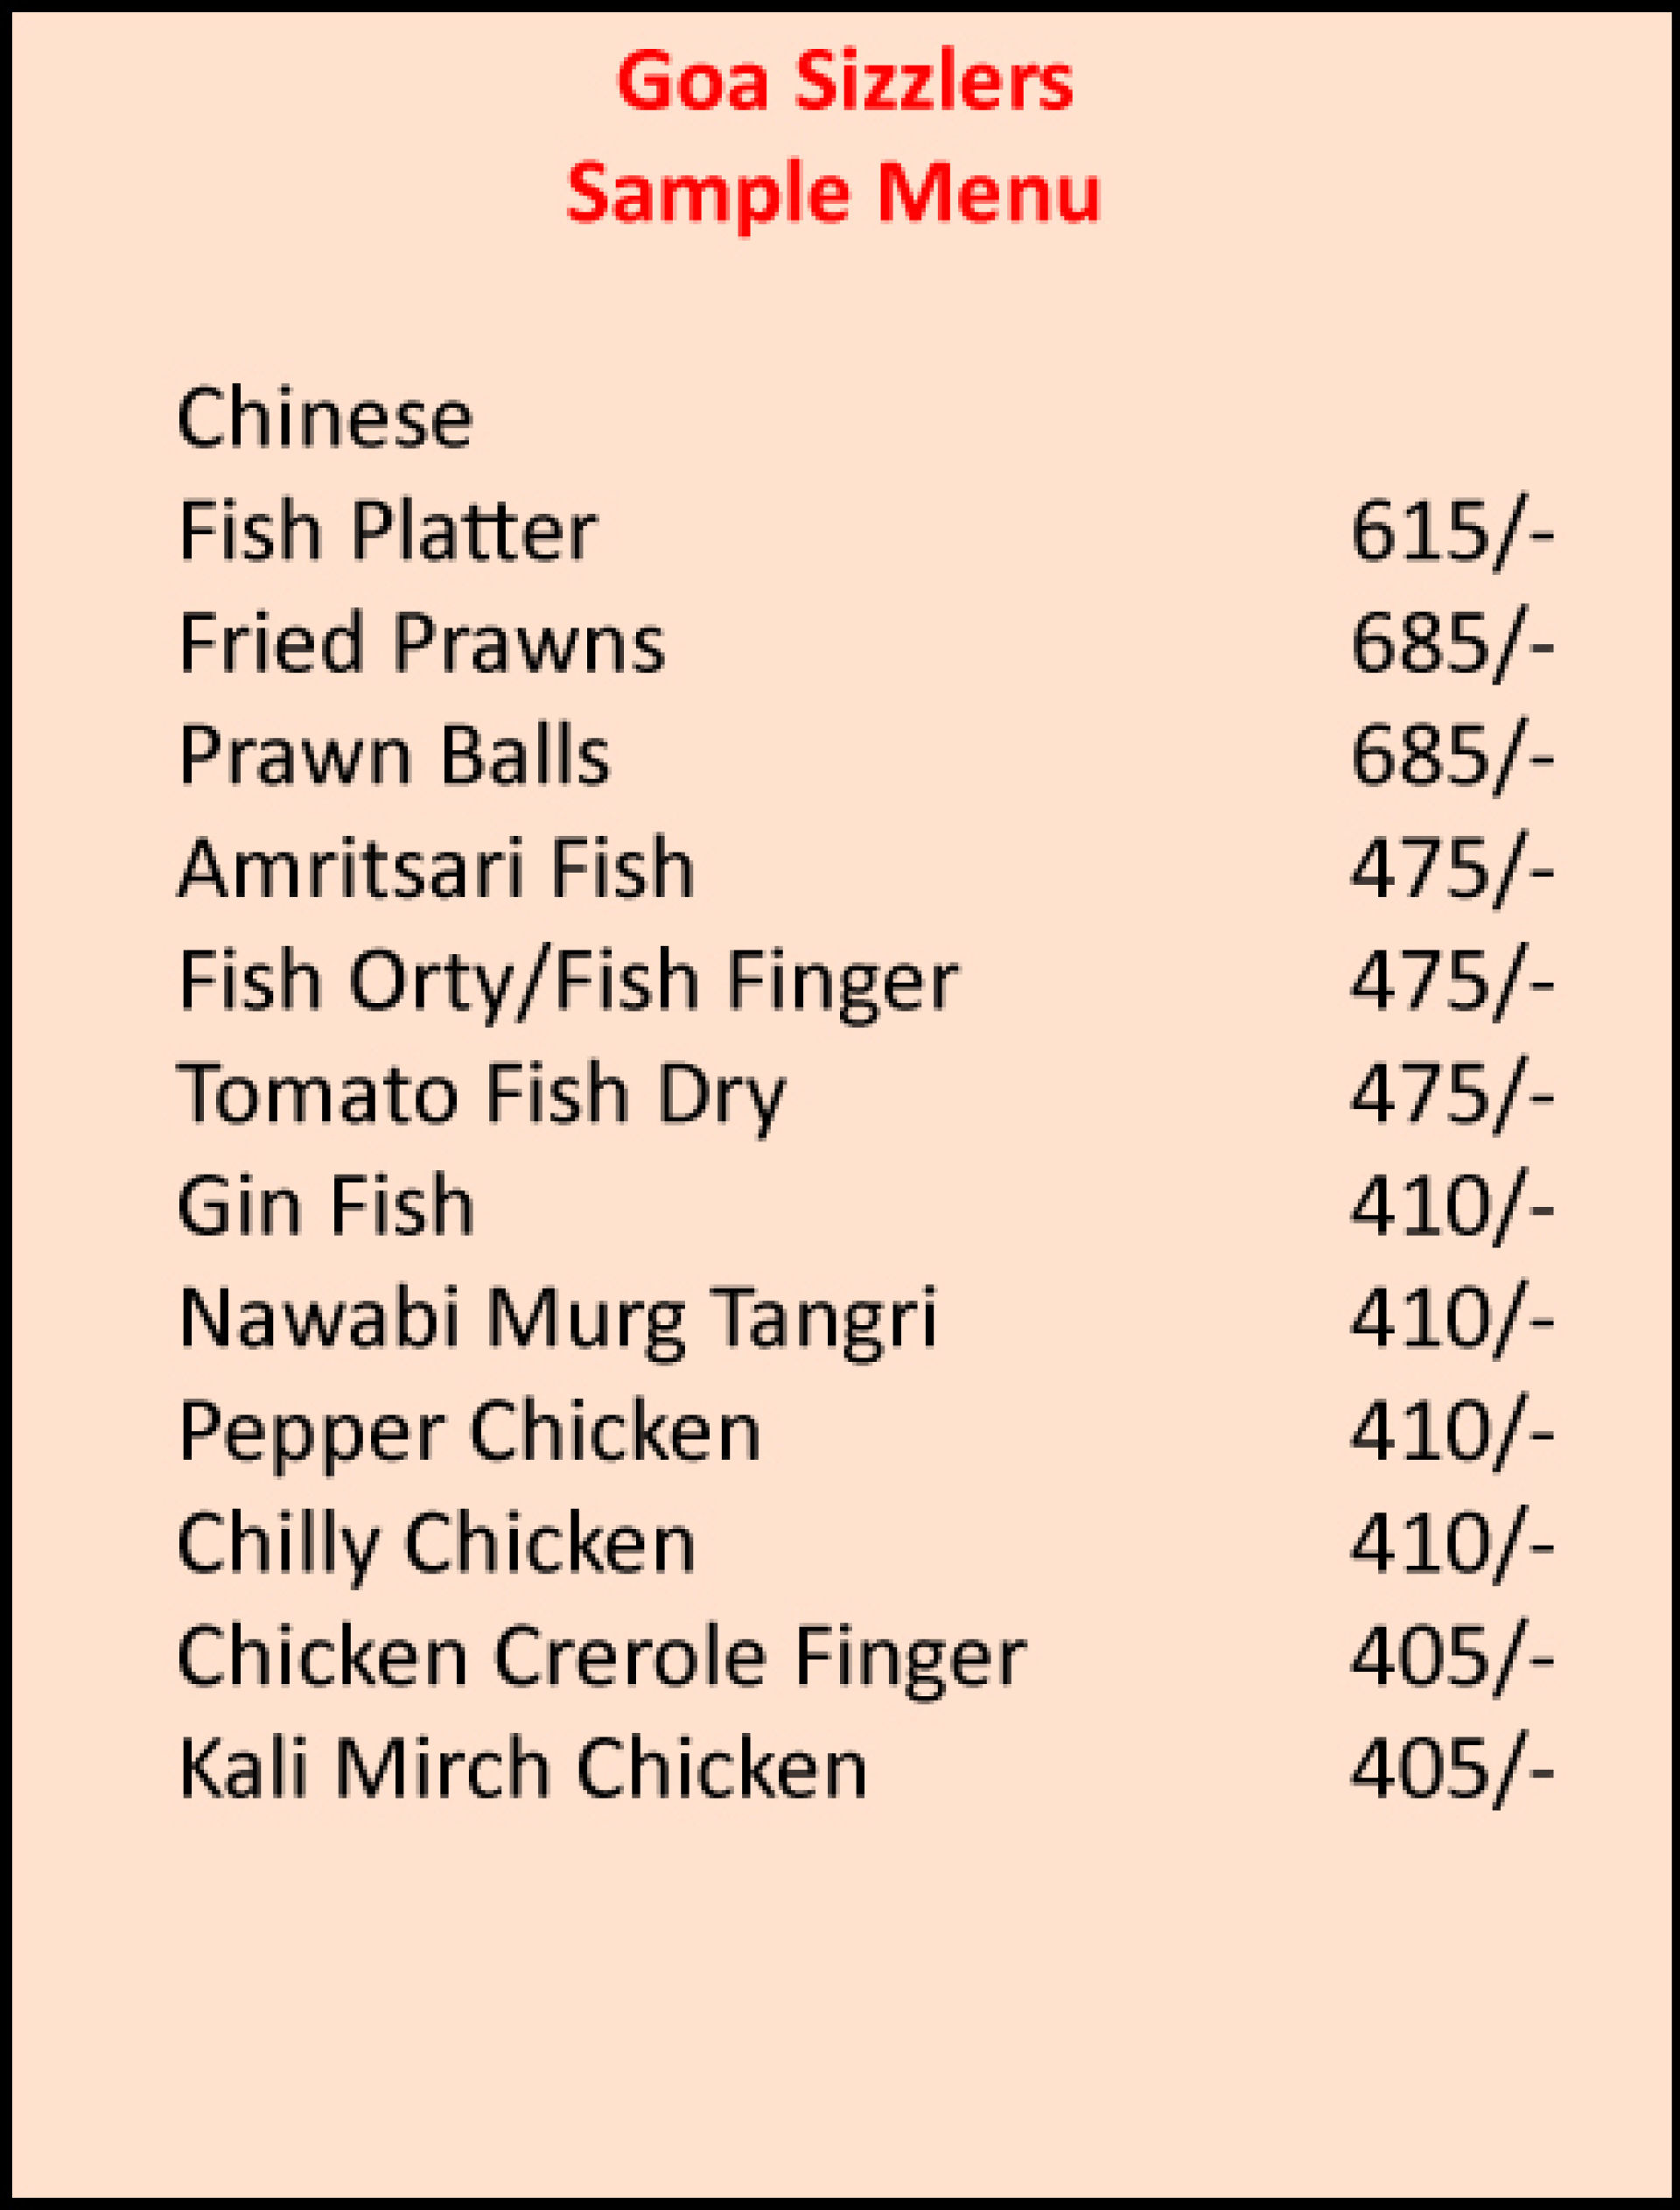 Goa Sizzlers
Sample Menu
Chinese
Fish Platter 615/-
Fried Prawns 685/-
Prawn Balls 685/-
Amritsari Fish 475/-
Fish Orty/Fish Finger 475/-
Tomato Fish Dry 475/-
Gin Fish 410/-
Nawabi Murg Tangri 410/-
Pepper Chicken 410/-
Chilly Chicken 410/-
Chicken Crerole Finger 405/-
Kali Mirch Chicken 405/-